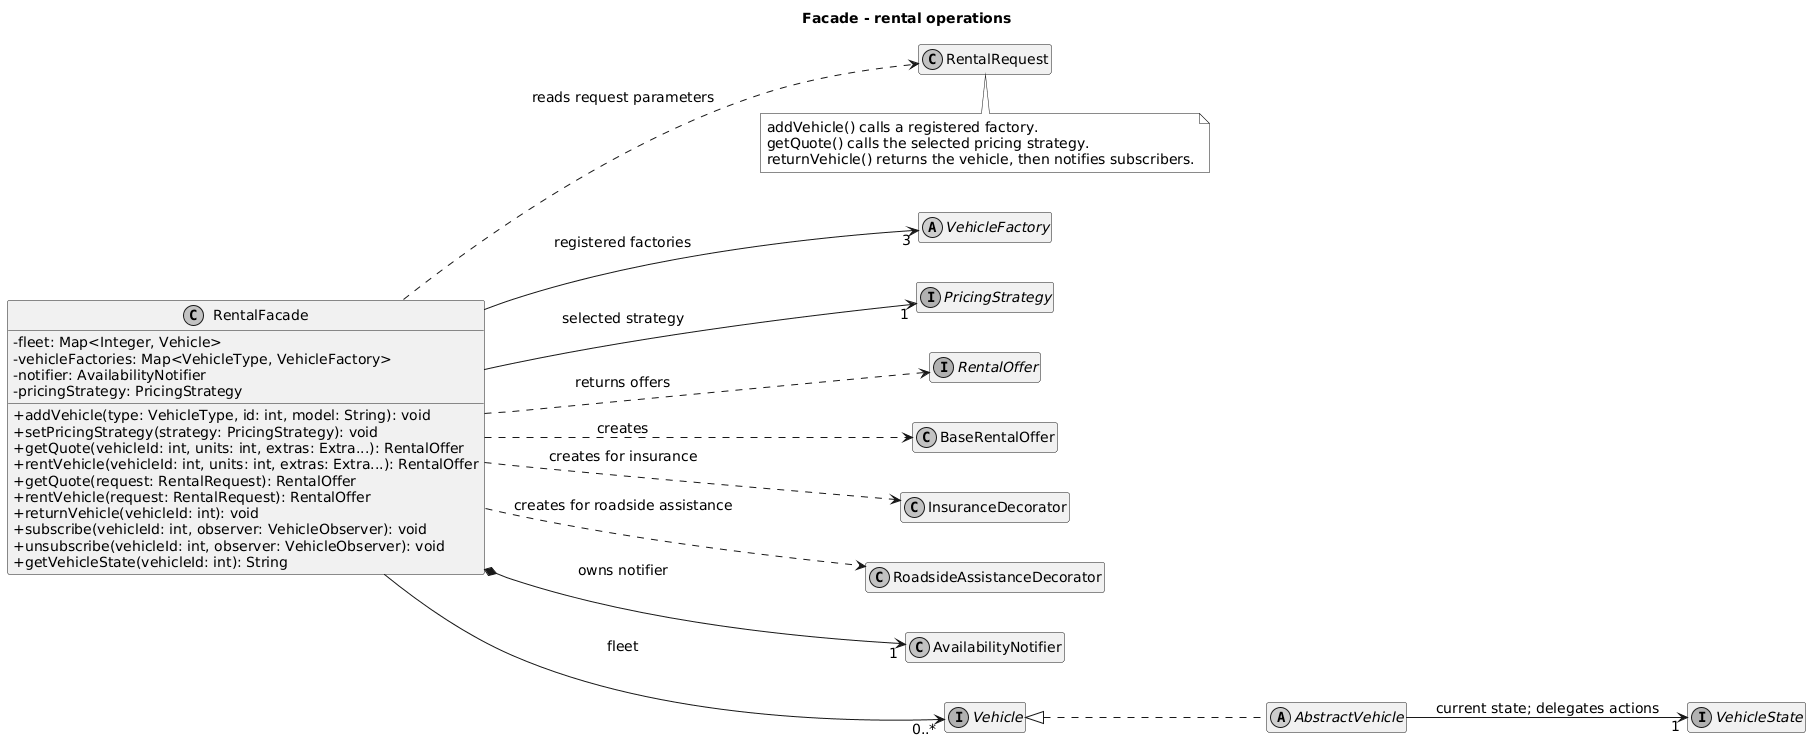 Facade - rental operations
C RentalRequest
reads request parameters
addVehicle() calls a registered factory.
getQuote() calls the selected pricing strategy.
returnVehicle() returns the vehicle, then notifies subscribers.
A VehicleFactory
3
registered factories
I PricingStrategy
1
selected strategy
C RentalFacade
-fleet: Map<Integer, Vehicle>
-vehicleFactories: Map<VehicleType, VehicleFactory>
-notifier: AvailabilityNotifier
-pricingStrategy: PricingStrategy
+addVehicle(type: VehicleType, id: int, model: String): void
+setPricingStrategy(strategy: PricingStrategy): void
+getQuote(vehicleId: int, units: int, extras: Extra...): RentalOffer
+rentVehicle(vehicleId: int, units: int, extras: Extra...): RentalOffer
+getQuote(request: RentalRequest): RentalOffer
+rentVehicle(request: RentalRequest): RentalOffer
+returnVehicle(vehicleId: int): void
+subscribe(vehicleId: int, observer: VehicleObserver): void
+unsubscribe(vehicleId: int, observer: VehicleObserver): void
+getVehicleState(vehicleId: int): String
I RentalOffer
returns offers
C BaseRentalOffer
creates
creates for insurance
C InsuranceDecorator
creates for roadside assistance
C RoadsideAssistanceDecorator
owns notifier
C AvailabilityNotifier
1
fleet
I Vehicle
0..*
A AbstractVehicle
current state; delegates actions
1
I VehicleState